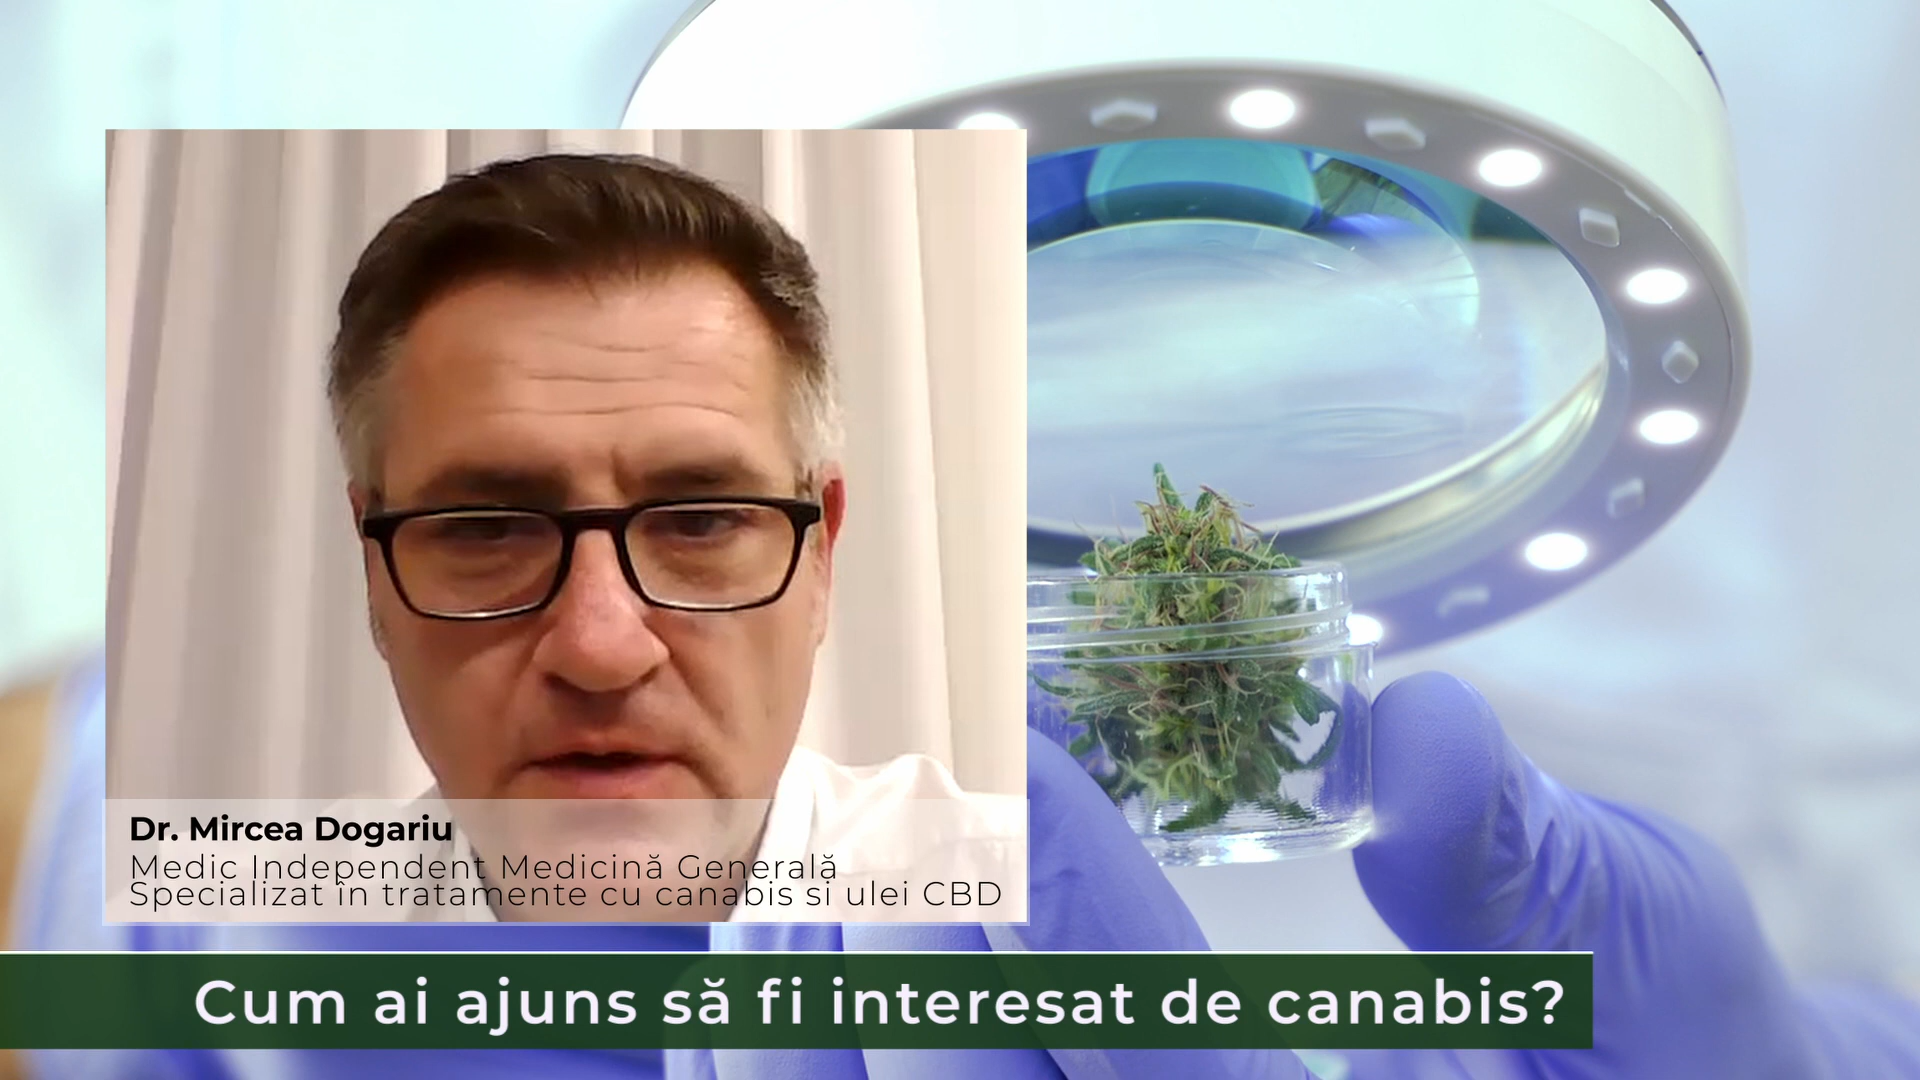 Dr. Mircea Dogariu
Medic Independent Medicină Generală
Specializat în tratamente cu canabis si ulei CBD
Cum ai ajuns să fi interesat de canabis?